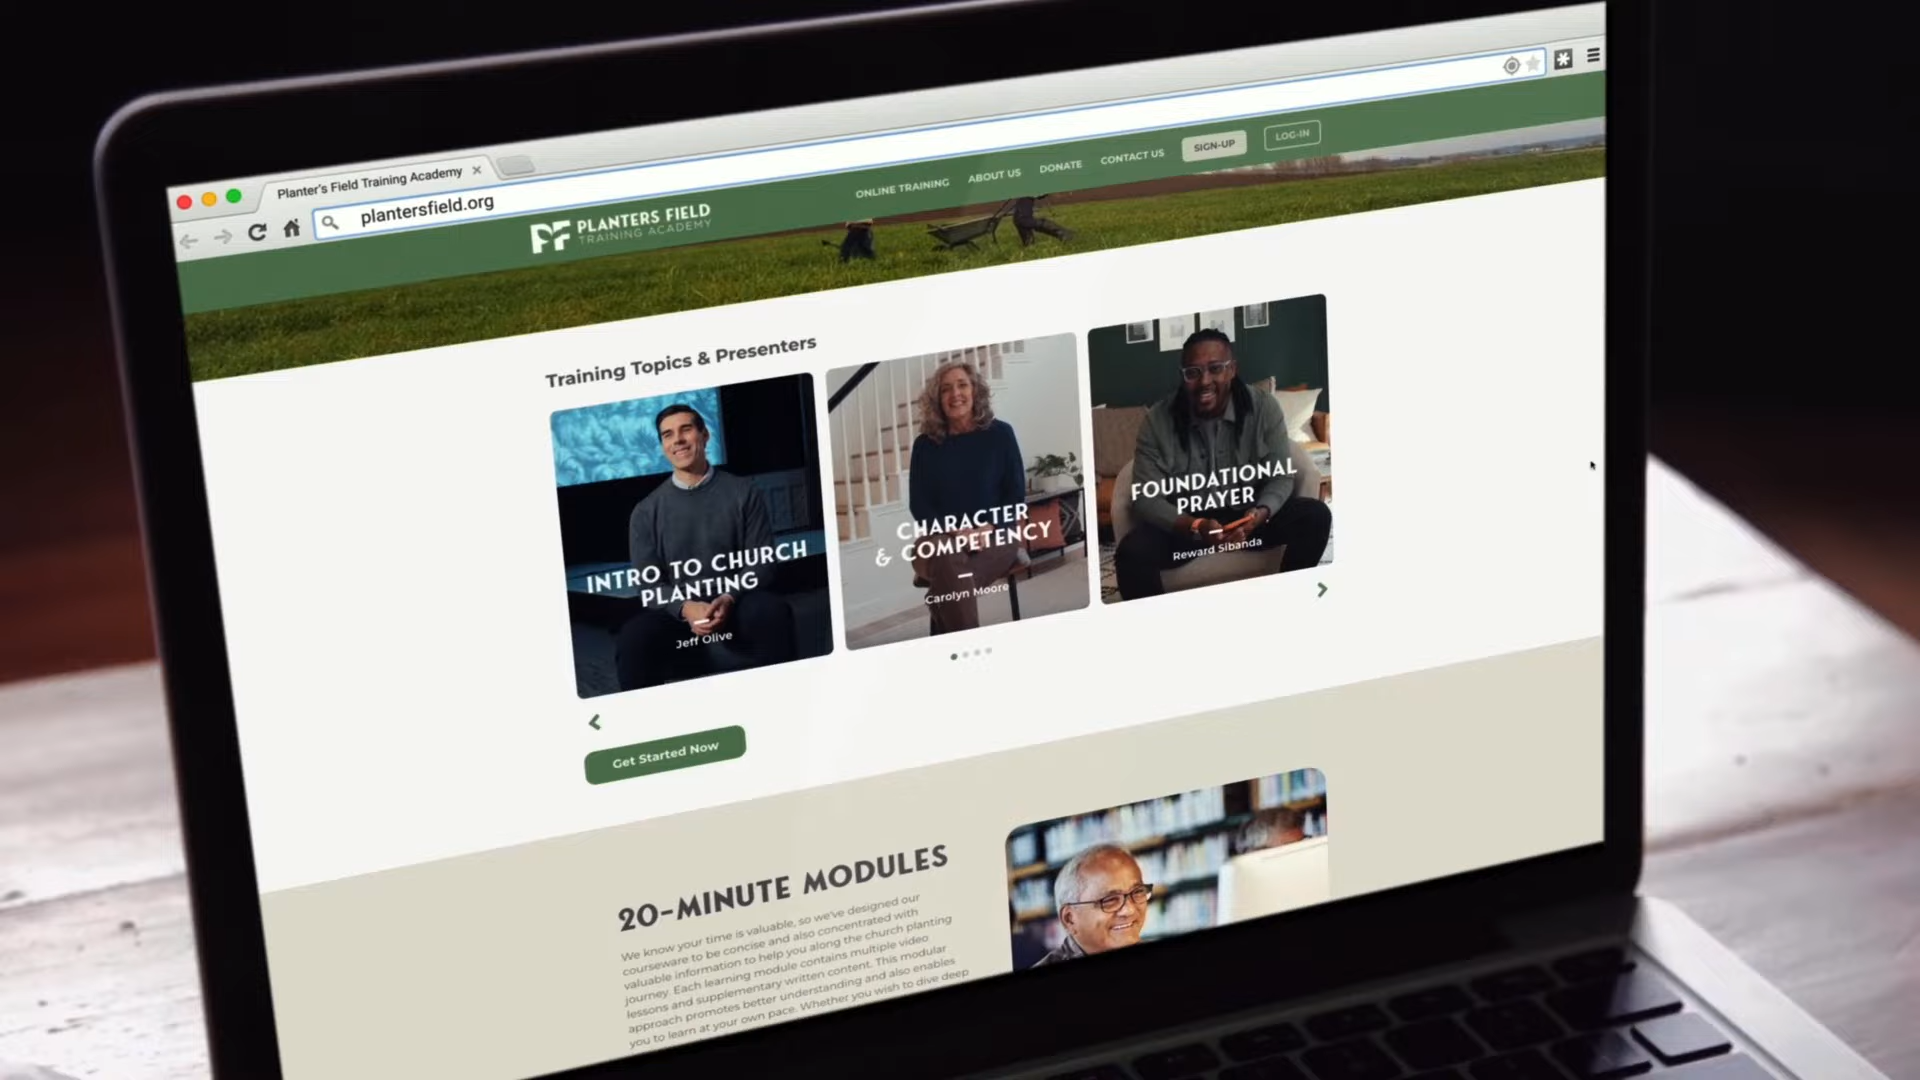 Planter's Field Training Academy
plantersfield.org
PF PLANTERS FIELD
TRAINING ACADEMY
ONLINE TRAINING
ABOUT US
DONATE
CONTACT US
SIGN-UP
LOG-IN
Training Topics & Presenters
INTRO TO CHURCH
PLANTING
Jeff Olive
CHARACTER
& COMPETENCY
Carolyn Moore
FOUNDATIONAL
PRAYER
Reward Sibanda
Get Started Now
20-MINUTE MODULES
We know your time is valuable, so we've designed our
courseware to be concise and also concentrated with
valuable information to help you along the church planting
journey. Each learning module contains multiple video
lessons and supplementary written content. This modular
approach promotes better understanding and also enables
you to learn at your own pace. Whether you wish to dive deep